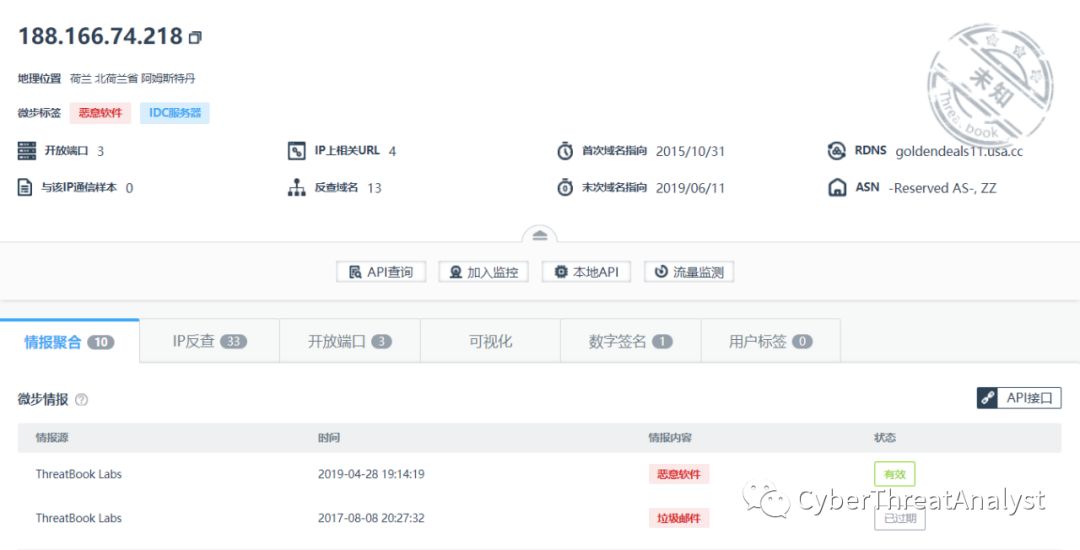 188.166.74.218
地理位置 荷兰 北荷兰省 阿姆斯特丹
微步标签 恶意软件 IDC服务器
未知
ThreatBook
开放端口 3 IP上相关URL 4 首次域名指向 2015/10/31 RDNS goldendeals11.usa.cc
与该IP通信样本 0 反查域名 13 末次域名指向 2019/06/11 ASN -Reserved AS-, ZZ
API查询 加入监控 本地API 流量监测
情报聚合 10 IP反查 33 开放端口 3 可视化 数字签名 1 用户标签 0
微步情报 ? API接口
情报源 时间 情报内容 状态
ThreatBook Labs 2019-04-28 19:14:19 恶意软件 有效
CyberThreatAnalyst
ThreatBook Labs 2017-08-08 20:27:32 垃圾邮件 已过期